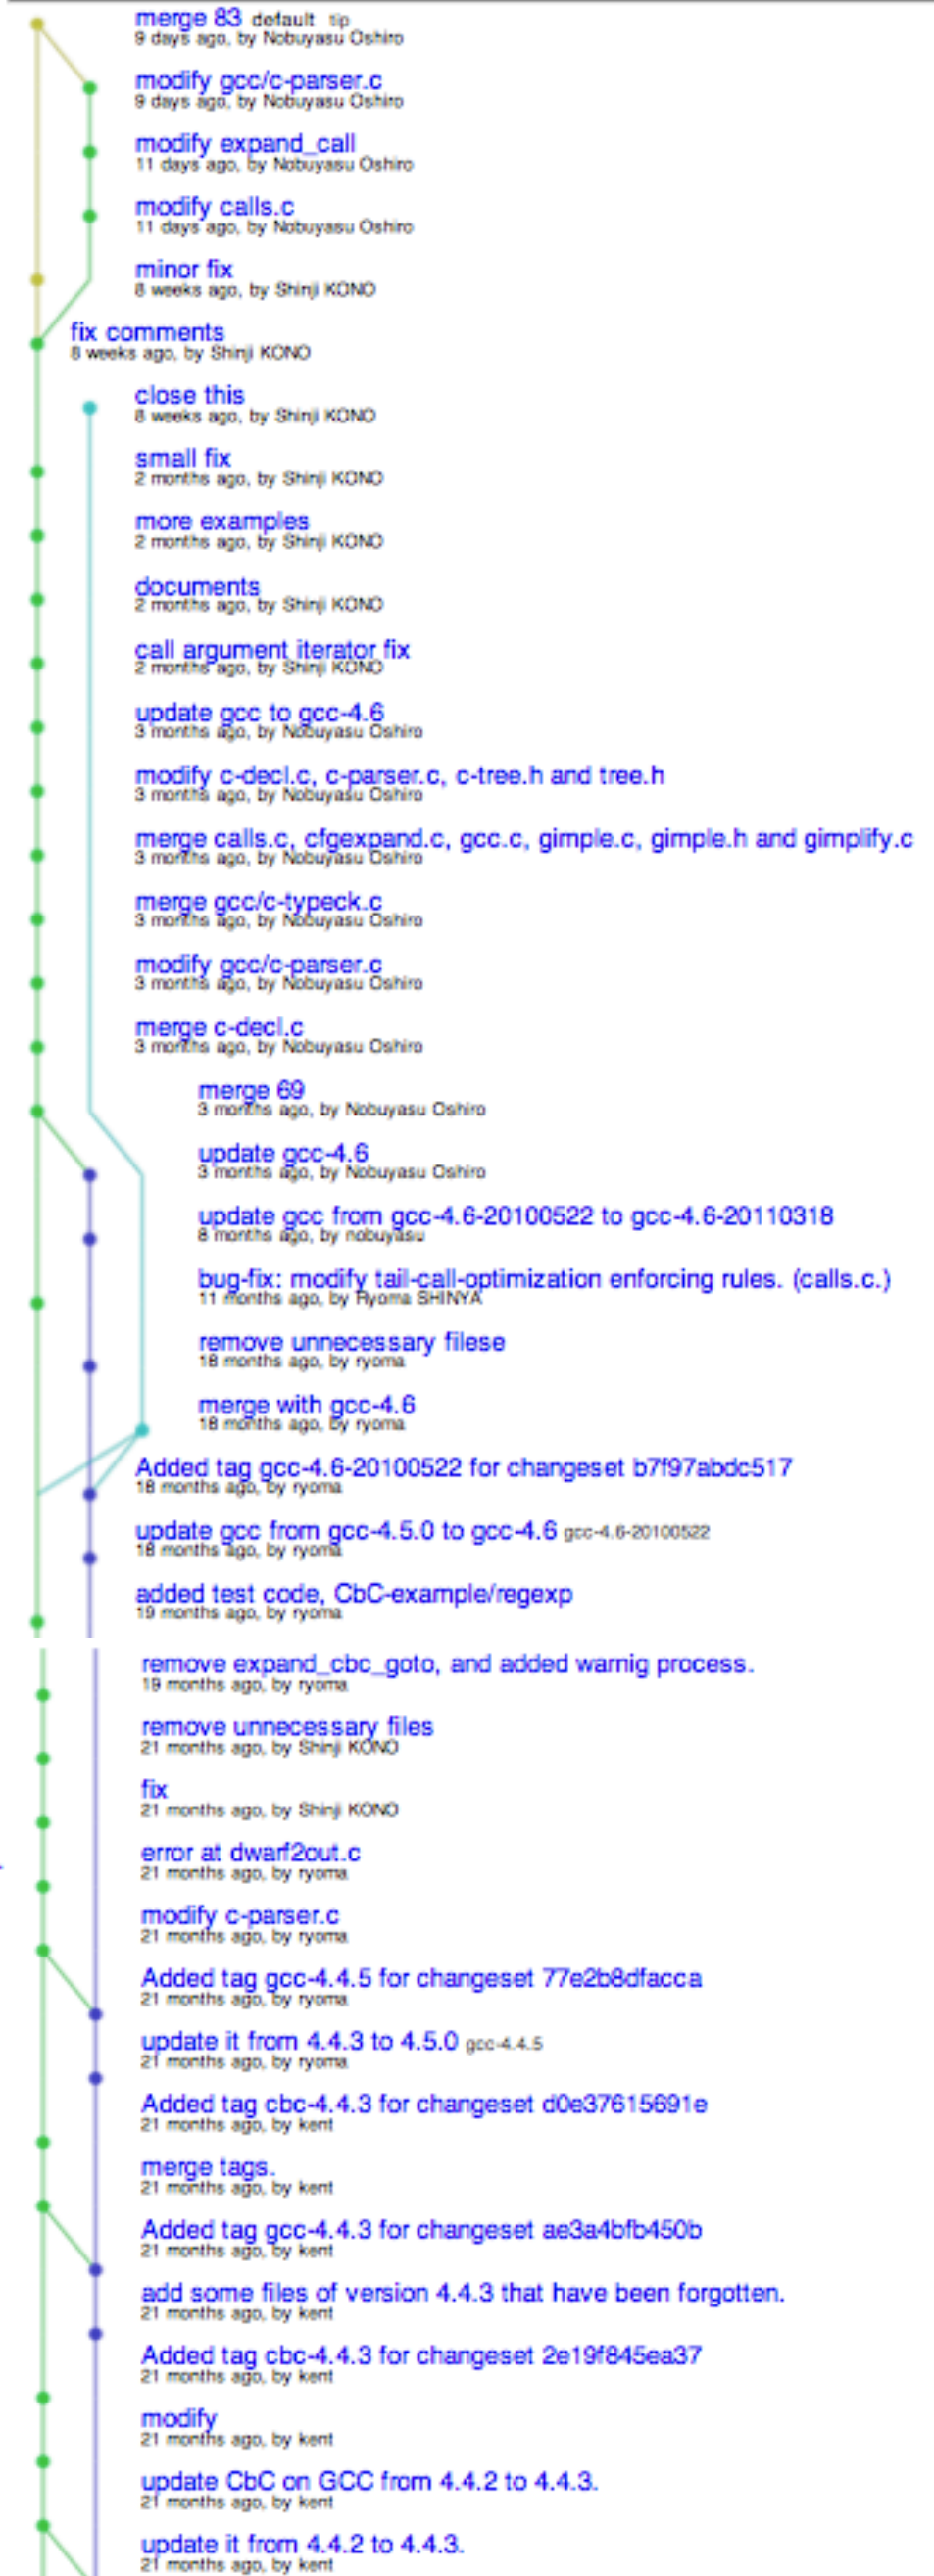 merge 83 default tip
9 days ago, by Nobuyasu Oshiro
modify gcc/c-parser.c
9 days ago, by Nobuyasu Oshiro
modify expand_call
11 days ago, by Nobuyasu Oshiro
modify calls.c
11 days ago, by Nobuyasu Oshiro
minor fix
8 weeks ago, by Shinji KONO
fix comments
8 weeks ago, by Shinji KONO
close this
8 weeks ago, by Shinji KONO
small fix
2 months ago, by Shinji KONO
more examples
2 months ago, by Shinji KONO
documents
2 months ago, by Shinji KONO
call argument iterator fix
2 months ago, by Shinji KONO
update gcc to gcc-4.6
3 months ago, by Nobuyasu Oshiro
modify c-decl.c, c-parser.c, c-tree.h and tree.h
3 months ago, by Nobuyasu Oshiro
merge calls.c, cfgexpand.c, gcc.c, gimple.c, gimple.h and gimplify.c
3 months ago, by Nobuyasu Oshiro
merge gcc/c-typeck.c
3 months ago, by Nobuyasu Oshiro
modify gcc/c-parser.c
3 months ago, by Nobuyasu Oshiro
merge c-decl.c
3 months ago, by Nobuyasu Oshiro
merge 69
3 months ago, by Nobuyasu Oshiro
update gcc-4.6
3 months ago, by Nobuyasu Oshiro
update gcc from gcc-4.6-20100522 to gcc-4.6-20110318
8 months ago, by nobuyasu
bug-fix: modify tail-call-optimization enforcing rules. (calls.c.)
11 months ago, by Ryoma SHINYA
remove unnecessary filese
18 months ago, by ryoma
merge with gcc-4.6
18 months ago, by ryoma
Added tag gcc-4.6-20100522 for changeset b7f97abdc517
18 months ago, by ryoma
update gcc from gcc-4.5.0 to gcc-4.6 gcc-4.6-20100522
18 months ago, by ryoma
added test code, CbC-example/regexp
19 months ago, by ryoma
remove expand_cbc_goto, and added warnig process.
19 months ago, by ryoma
remove unnecessary files
21 months ago, by Shinji KONO
fix
21 months ago, by Shinji KONO
error at dwarf2out.c
21 months ago, by ryoma
modify c-parser.c
21 months ago, by ryoma
Added tag gcc-4.4.5 for changeset 77e2b8dfacca
21 months ago, by ryoma
update it from 4.4.3 to 4.5.0 gcc-4.4.5
21 months ago, by ryoma
Added tag cbc-4.4.3 for changeset d0e37615691e
21 months ago, by kent
merge tags.
21 months ago, by kent
Added tag gcc-4.4.3 for changeset ae3a4bfb450b
21 months ago, by kent
add some files of version 4.4.3 that have been forgotten.
21 months ago, by kent
Added tag cbc-4.4.3 for changeset 2e19f845ea37
21 months ago, by kent
modify
21 months ago, by kent
update CbC on GCC from 4.4.2 to 4.4.3.
21 months ago, by kent
update it from 4.4.2 to 4.4.3.
21 months ago, by kent